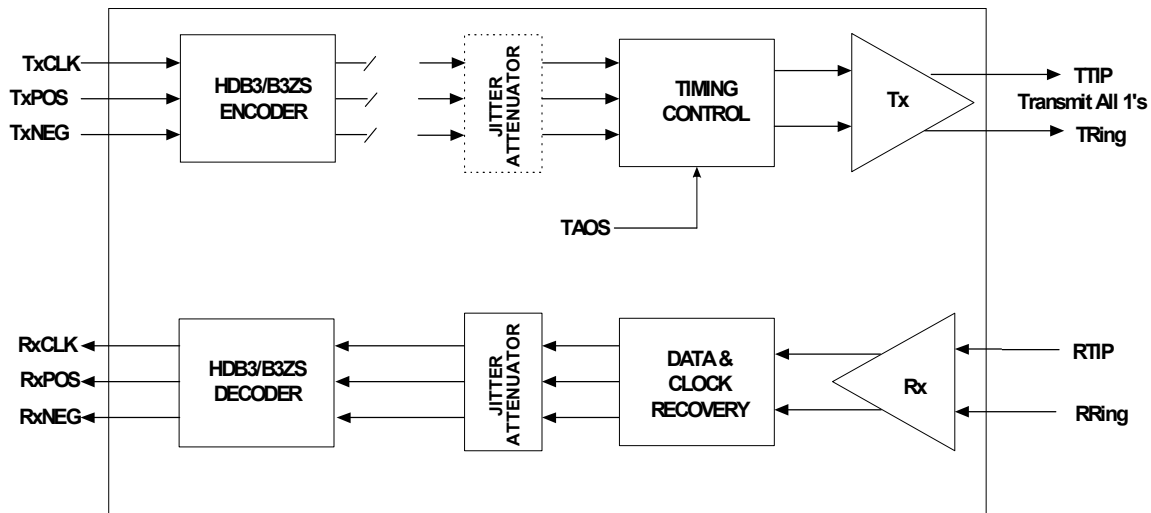 TxCLK
TxPOS
TxNEG
HDB3/B3ZS
ENCODER
JITTER
ATTENUATOR
TIMING
CONTROL
Tx
TTIP
Transmit All 1's
TRing
TAOS
RxCLK
RxPOS
RxNEG
HDB3/B3ZS
DECODER
JITTER
ATTENUATOR
DATA &
CLOCK
RECOVERY
Rx
RTIP
RRing